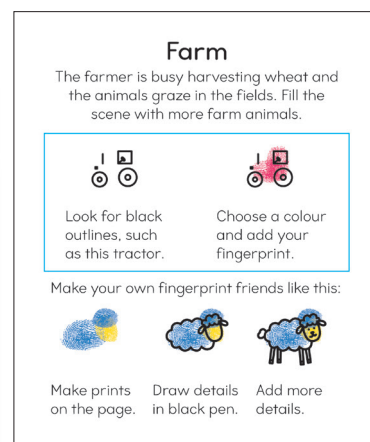 Farm
The farmer is busy harvesting wheat and
the animals graze in the fields. Fill the
scene with more farm animals.
Look for black
outlines, such
as this tractor.
Choose a colour
and add your
fingerprint.
Make your own fingerprint friends like this:
Make prints
on the page.
Draw details
in black pen.
Add more
details.